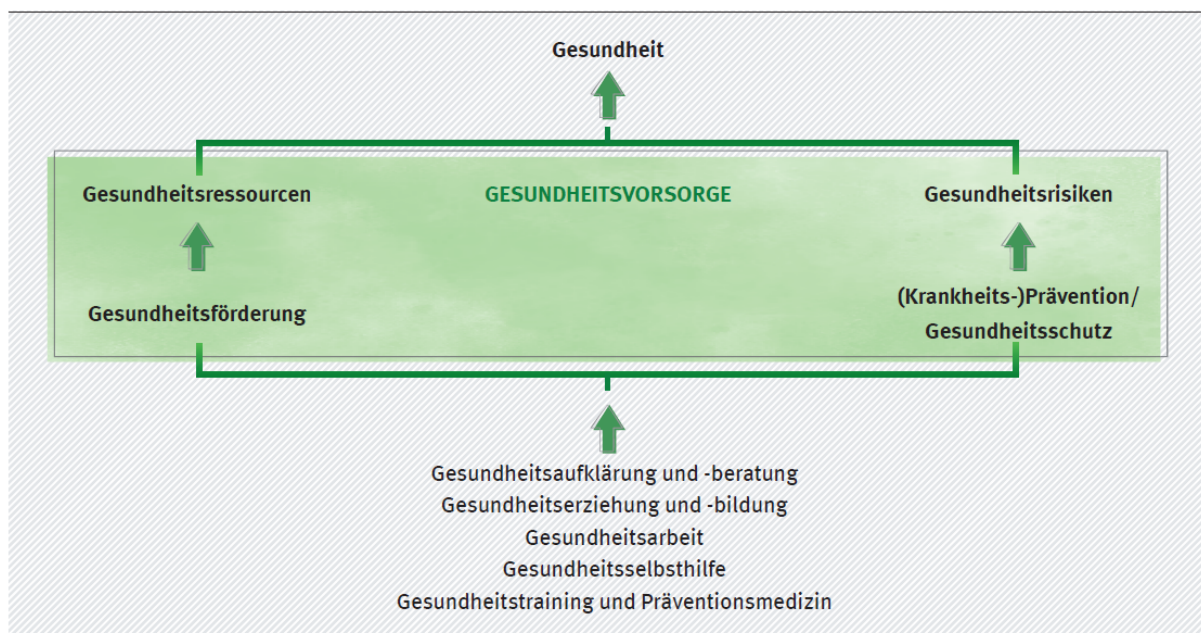 Gesundheit
Gesundheitsressourcen
GESUNDHEITSVORSORGE
Gesundheitsrisiken
Gesundheitsförderung
(Krankheits-)Prävention/
Gesundheitsschutz
Gesundheitsaufklärung und -beratung
Gesundheitserziehung und -bildung
Gesundheitsarbeit
Gesundheitsselbsthilfe
Gesundheitstraining und Präventionsmedizin